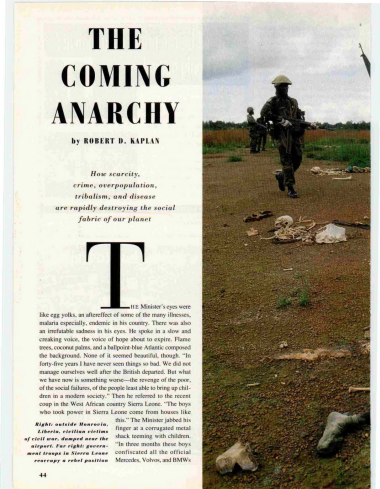 THE
COMING
ANARCHY
by ROBERT D. KAPLAN
How scarcity,
crime, overpopulation,
tribalism, and disease
are rapidly destroying the social
fabric of our planet
THE Minister's eyes were
like egg yolks, an aftereffect of some of the many illnesses,
malaria especially, endemic in his country. There was also
an irrefutable sadness in his eyes. He spoke in a slow and
creaking voice, the voice of hope about to expire. Flame
trees, coconut palms, and a ballpoint-blue Atlantic composed
the background. None of it seemed beautiful, though. "In
forty-five years I have never seen things so bad. We did not
manage ourselves well after the British departed. But what
we have now is something worse—the revenge of the poor,
of the social failures, of the people least able to bring up chil-
dren in a modern society." Then he referred to the recent
coup in the West African country Sierra Leone. "The boys
who took power in Sierra Leone come from houses like
this." The Minister jabbed his
finger at a corrugated metal
shack teeming with children.
"In three months these boys
confiscated all the official
Mercedes, Volvos, and BMWs
Right: outside Monrovia,
Liberia, civilian victims
of civil war, dumped near the
airport. Far right: govern-
ment troops in Sierra Leone
reoccupy a rebel position
44